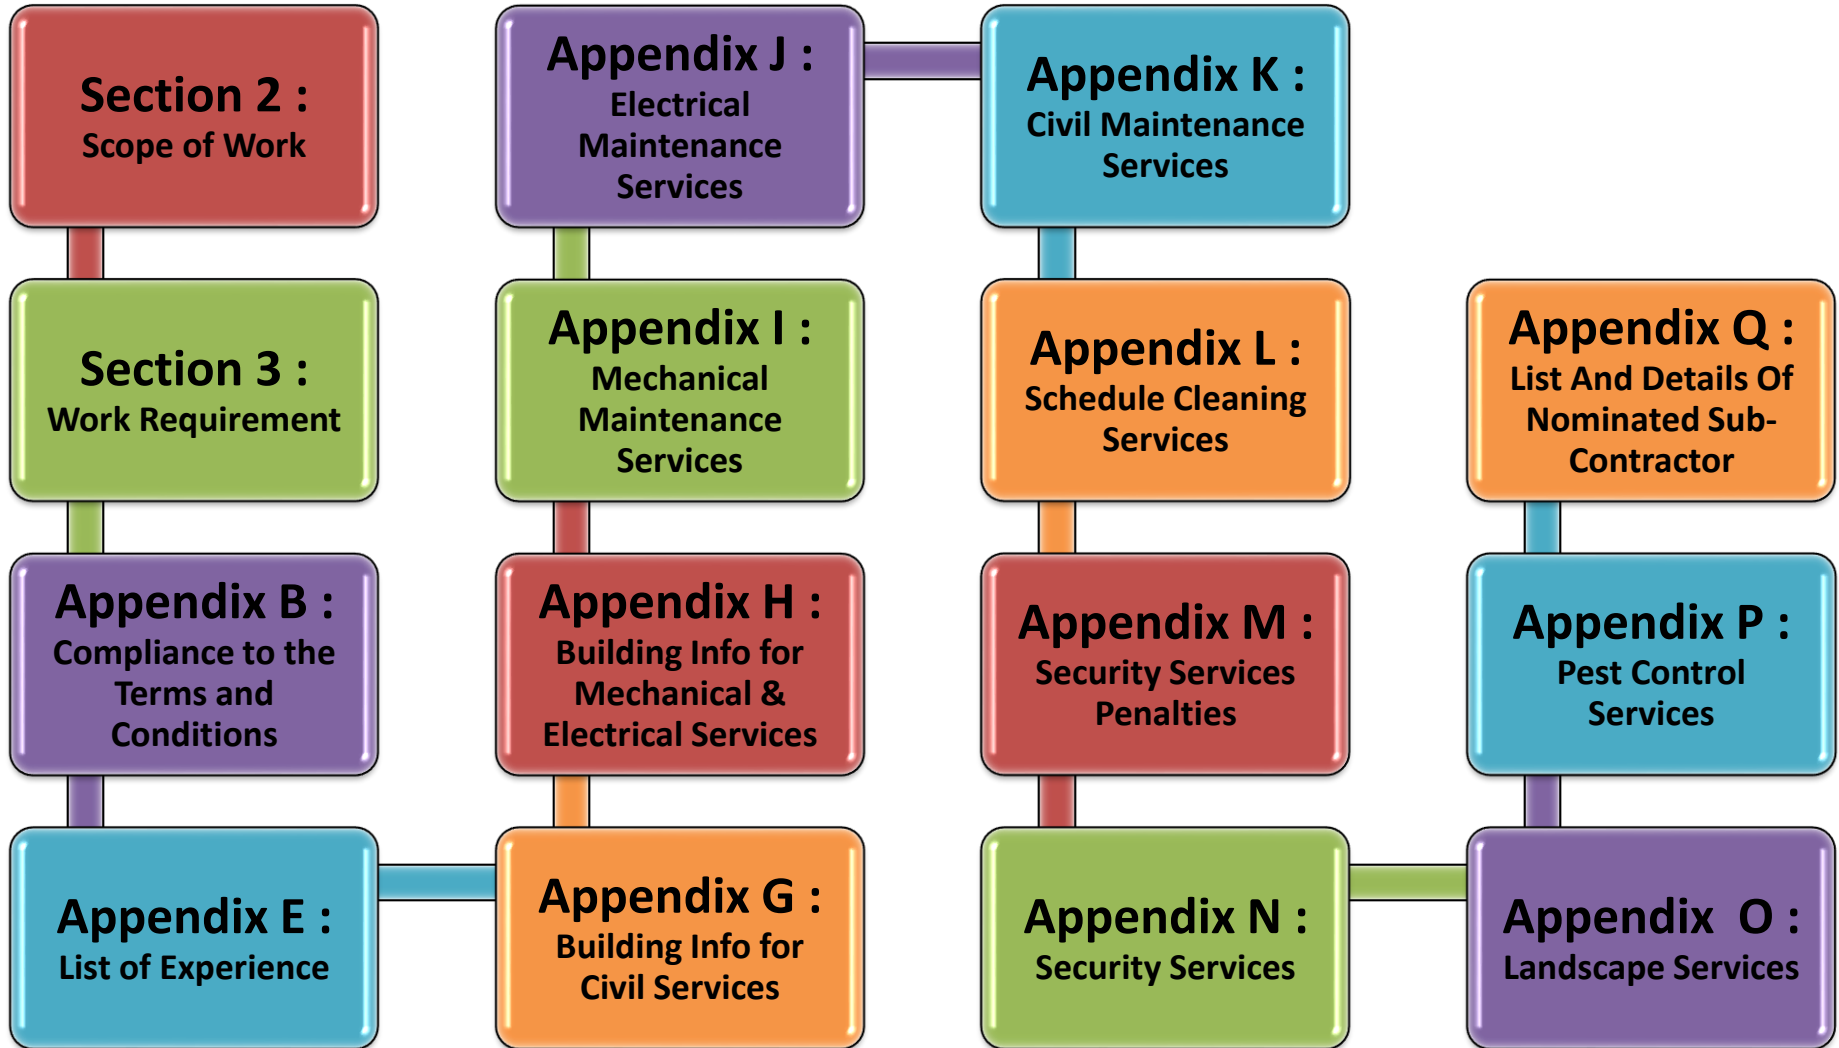 Section 2 :
Scope of Work
Section 3 :
Work Requirement
Appendix B :
Compliance to the
Terms and
Conditions
Appendix E :
List of Experience
Appendix G :
Building Info for
Civil Services
Appendix H :
Building Info for
Mechanical &
Electrical Services
Appendix I :
Mechanical
Maintenance
Services
Appendix J :
Electrical
Maintenance
Services
Appendix K :
Civil Maintenance
Services
Appendix L :
Schedule Cleaning
Services
Appendix M :
Security Services
Penalties
Appendix N :
Security Services
Appendix  O :
Landscape Services
Appendix P :
Pest Control
Services
Appendix Q :
List And Details Of
Nominated Sub-
Contractor